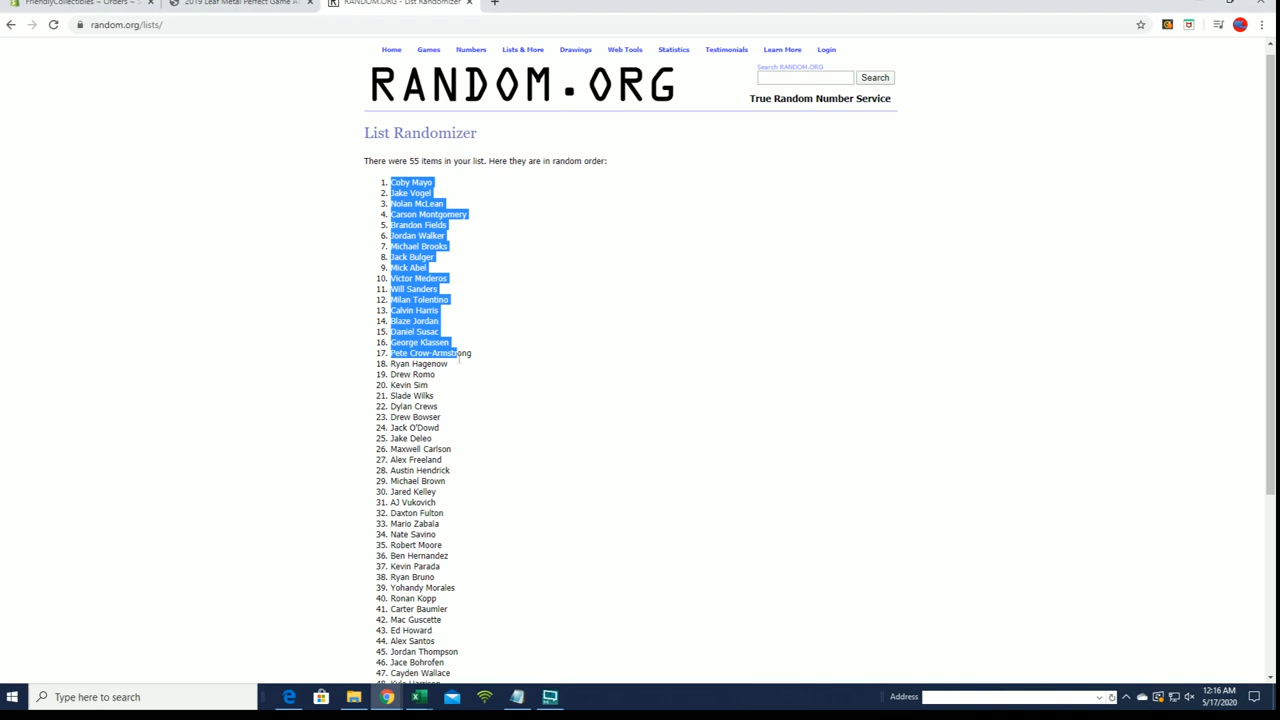 FriendlyCollectibles ~ Orders ~
2019 Leaf Metal Perfect Game A
RANDOM.ORG - List Randomizer
random.org/lists/
Home Games Numbers Lists & More Drawings Web Tools Statistics Testimonials Learn More Login
RANDOM.ORG
Search RANDOM.ORG
Search
True Random Number Service
List Randomizer
There were 55 items in your list. Here they are in random order:
1. Coby Mayo
2. Jake Vogel
3. Nolan McLean
4. Carson Montgomery
5. Brandon Fields
6. Jordan Walker
7. Michael Brooks
8. Jack Bulger
9. Mick Abel
10. Victor Mederos
11. Will Sanders
12. Milan Tolentino
13. Calvin Harris
14. Blaze Jordan
15. Daniel Susac
16. George Klassen
17. Pete Crow-Armstrong
18. Ryan Hagenow
19. Drew Romo
20. Kevin Sim
21. Slade Wilks
22. Dylan Crews
23. Drew Bowser
24. Jack O'Dowd
25. Jake Deleo
26. Maxwell Carlson
27. Alex Freeland
28. Austin Hendrick
29. Michael Brown
30. Jared Kelley
31. AJ Vukovich
32. Daxton Fulton
33. Mario Zabala
34. Nate Savino
35. Robert Moore
36. Ben Hernandez
37. Kevin Parada
38. Ryan Bruno
39. Yohandy Morales
40. Ronan Kopp
41. Carter Baumler
42. Mac Guscette
43. Ed Howard
44. Alex Santos
45. Jordan Thompson
46. Jace Bohrofen
47. Cayden Wallace
48. Kyle Harrison
Type here to search
Address
12:16 AM
5/17/2020